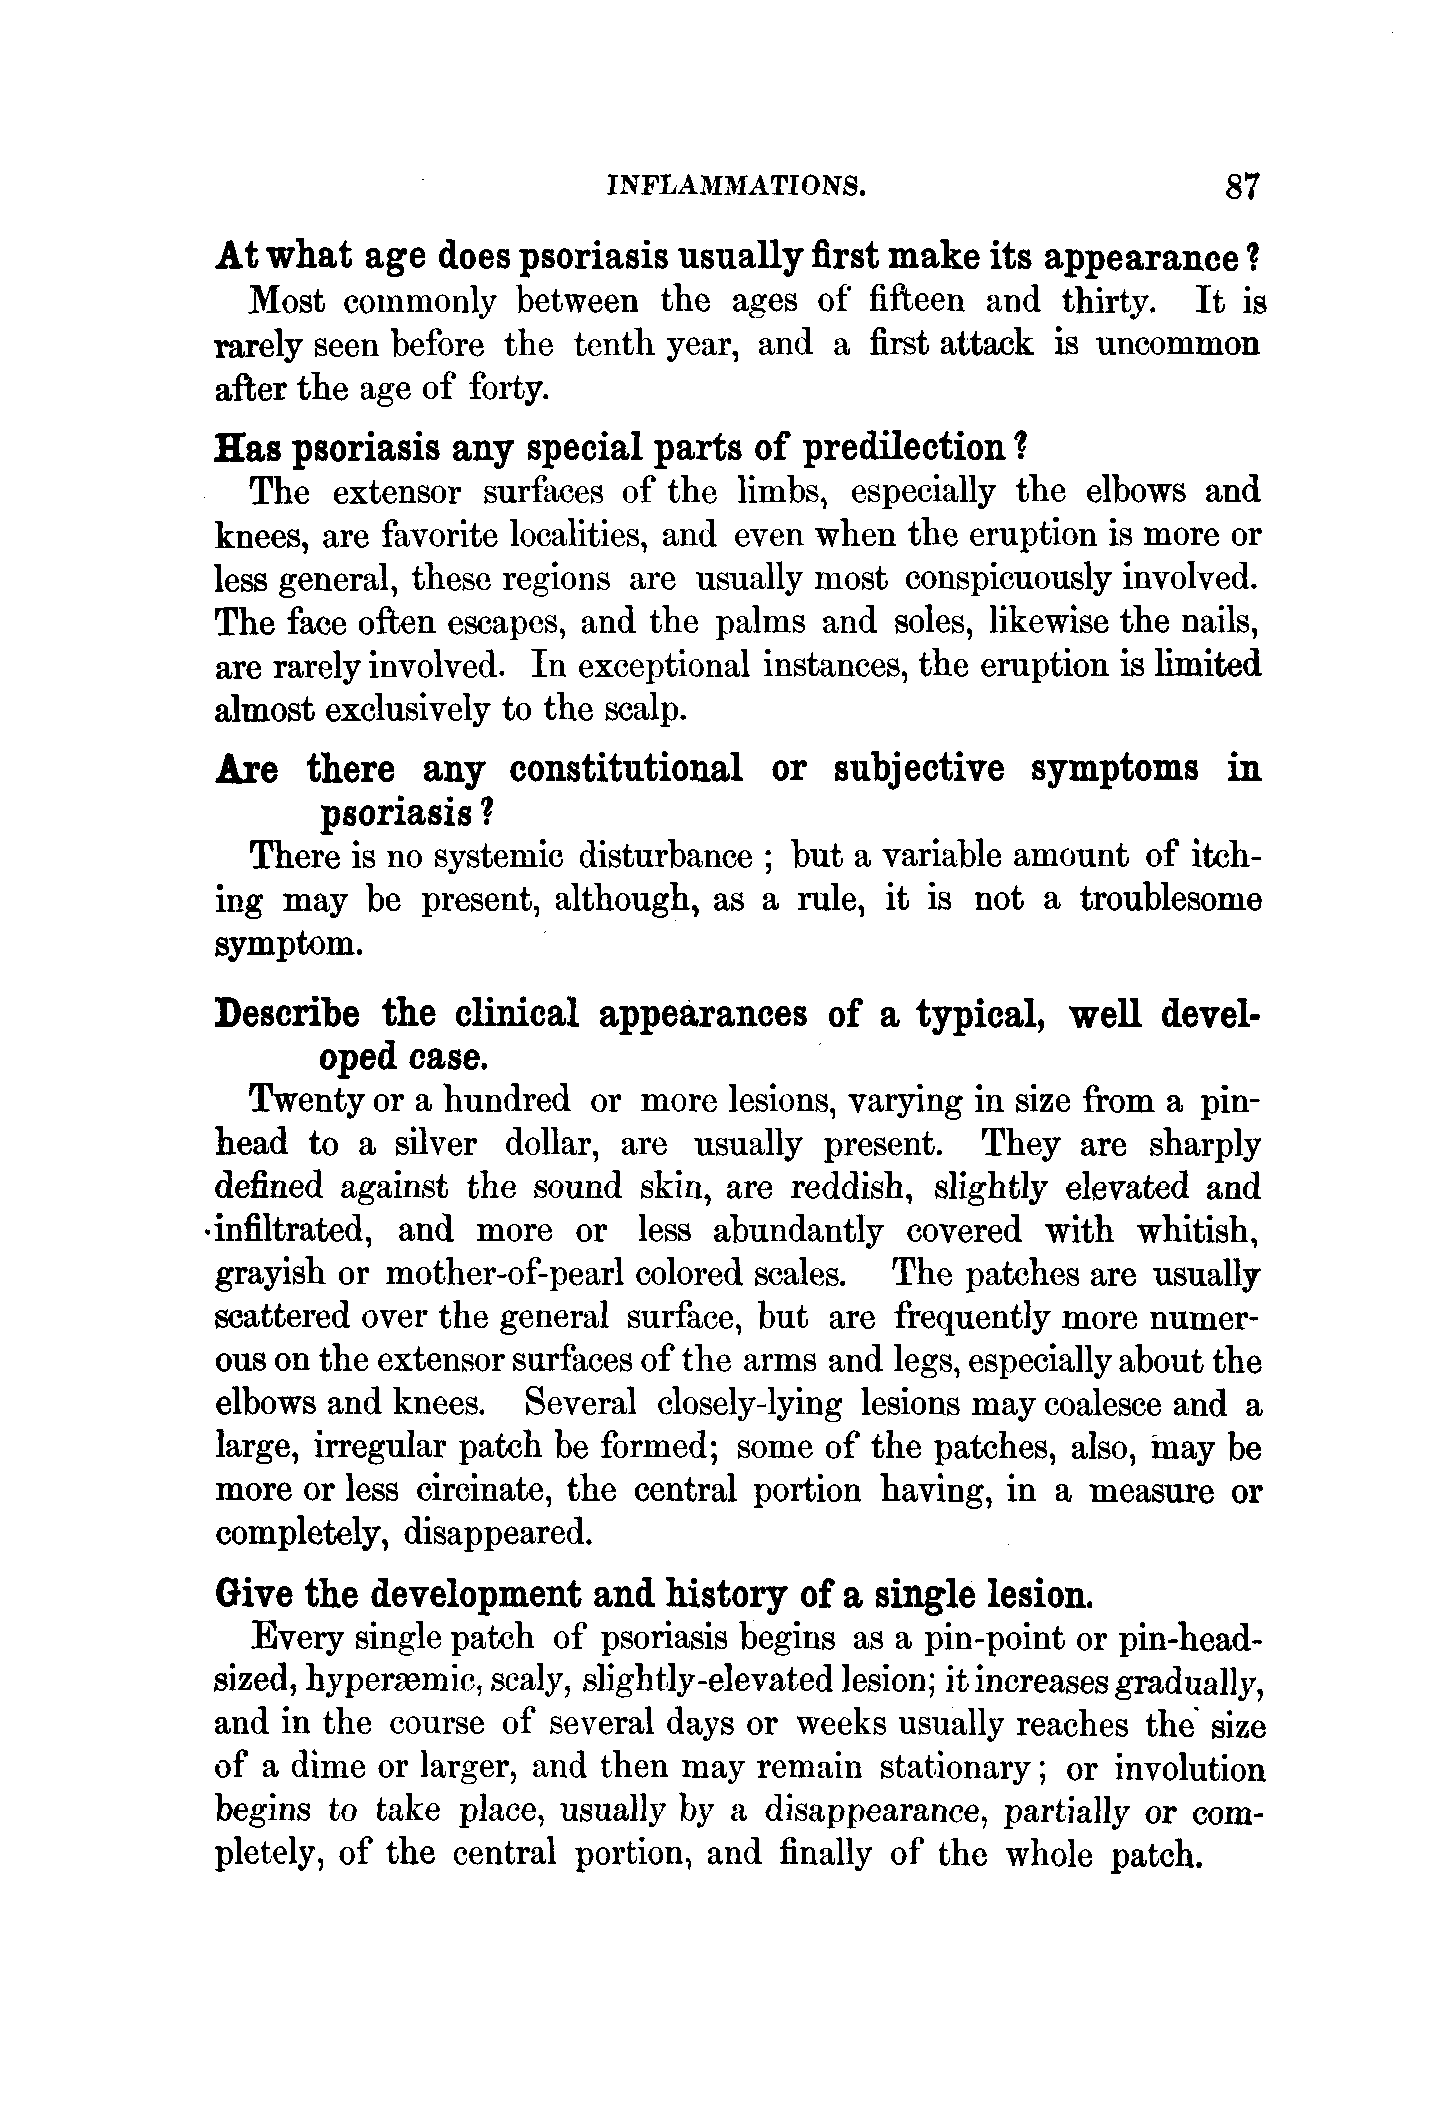 INFLAMMATIONS. 87
At what age does psoriasis usually first make its appearance?
Most commonly between the ages of fifteen and thirty. It is
rarely seen before the tenth year, and a first attack is uncommon
after the age of forty.
Has psoriasis any special parts of predilection?
The extensor surfaces of the limbs, especially the elbows and
knees, are favorite localities, and even when the eruption is more or
less general, these regions are usually most conspicuously involved.
The face often escapes, and the palms and soles, likewise the nails,
are rarely involved. In exceptional instances, the eruption is limited
almost exclusively to the scalp.
Are there any constitutional or subjective symptoms in
psoriasis?
There is no systemic disturbance ; but a variable amount of itch-
ing may be present, although, as a rule, it is not a troublesome
symptom.
Describe the clinical appearances of a typical, well devel-
oped case.
Twenty or a hundred or more lesions, varying in size from a pin-
head to a silver dollar, are usually present. They are sharply
defined against the sound skin, are reddish, slightly elevated and
infiltrated, and more or less abundantly covered with whitish,
grayish or mother-of-pearl colored scales. The patches are usually
scattered over the general surface, but are frequently more numer-
ous on the extensor surfaces of the arms and legs, especially about the
elbows and knees. Several closely-lying lesions may coalesce and a
large, irregular patch be formed; some of the patches, also, may be
more or less circinate, the central portion having, in a measure or
completely, disappeared.
Give the development and history of a single lesion.
Every single patch of psoriasis begins as a pin-point or pin-head-
sized, hyperæmic, scaly, slightly-elevated lesion; it increases gradually,
and in the course of several days or weeks usually reaches the size
of a dime or larger, and then may remain stationary; or involution
begins to take place, usually by a disappearance, partially or com-
pletely, of the central portion, and finally of the whole patch.